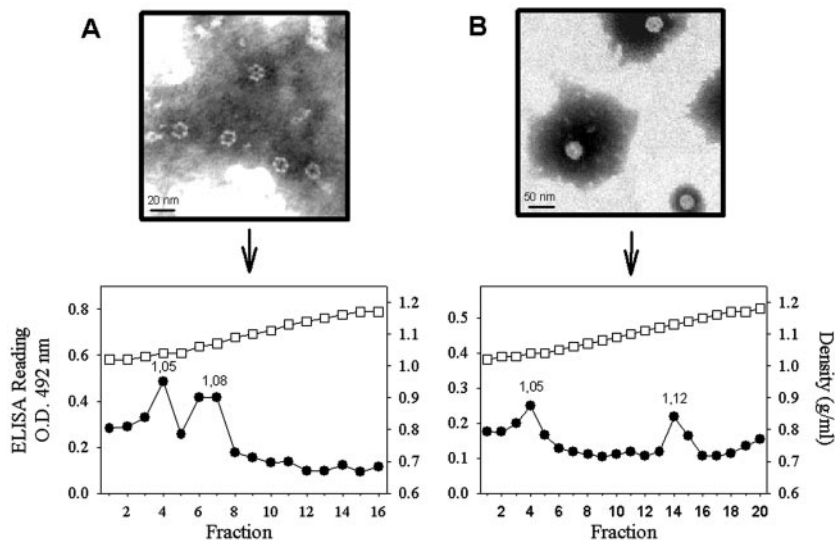 A
B
20 nm
50 nm
0.8
0.6
0.4
0.2
0.0
1.2
1.1
1.0
0.9
0.8
0.7
0.6
1,05
1,08
2 4 6 8 10 12 14 16
Fraction
ELISA Reading
O.D. 492 nm
0.5
0.4
0.3
0.2
0.1
0.0
1.2
1.1
1.0
0.9
0.8
0.7
0.6
1,05
1,12
2 4 6 8 10 12 14 16 18 20
Fraction
Density (g/ml)